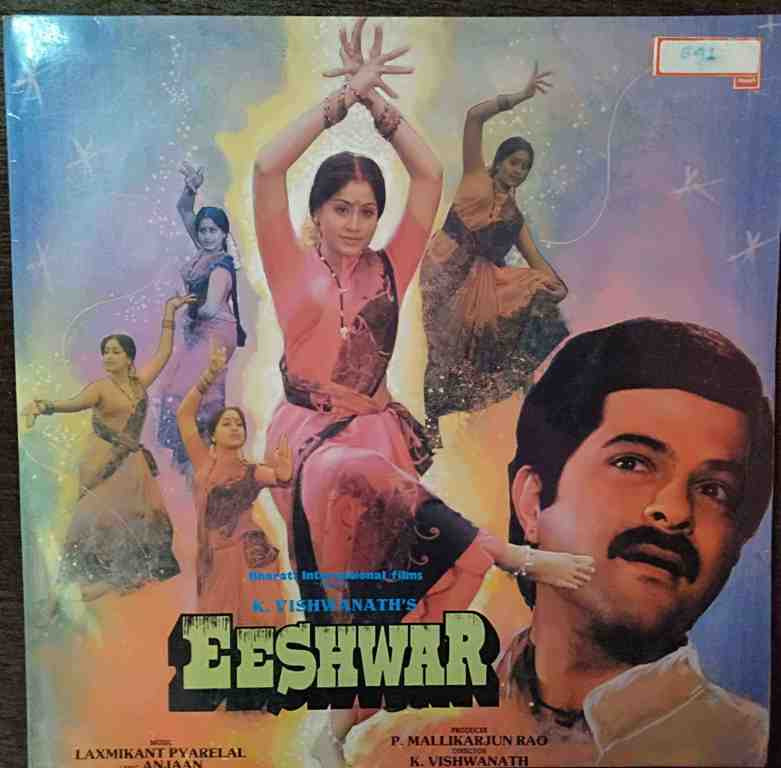 691
Bharati International films
K. VISHWANATH'S
EESHWAR
MUSIC
LAXMIKANT PYARELAL
ANJAAN
PRODUCER
P. MALLIKARJUN RAO
DIRECTOR
K. VISHWANATH